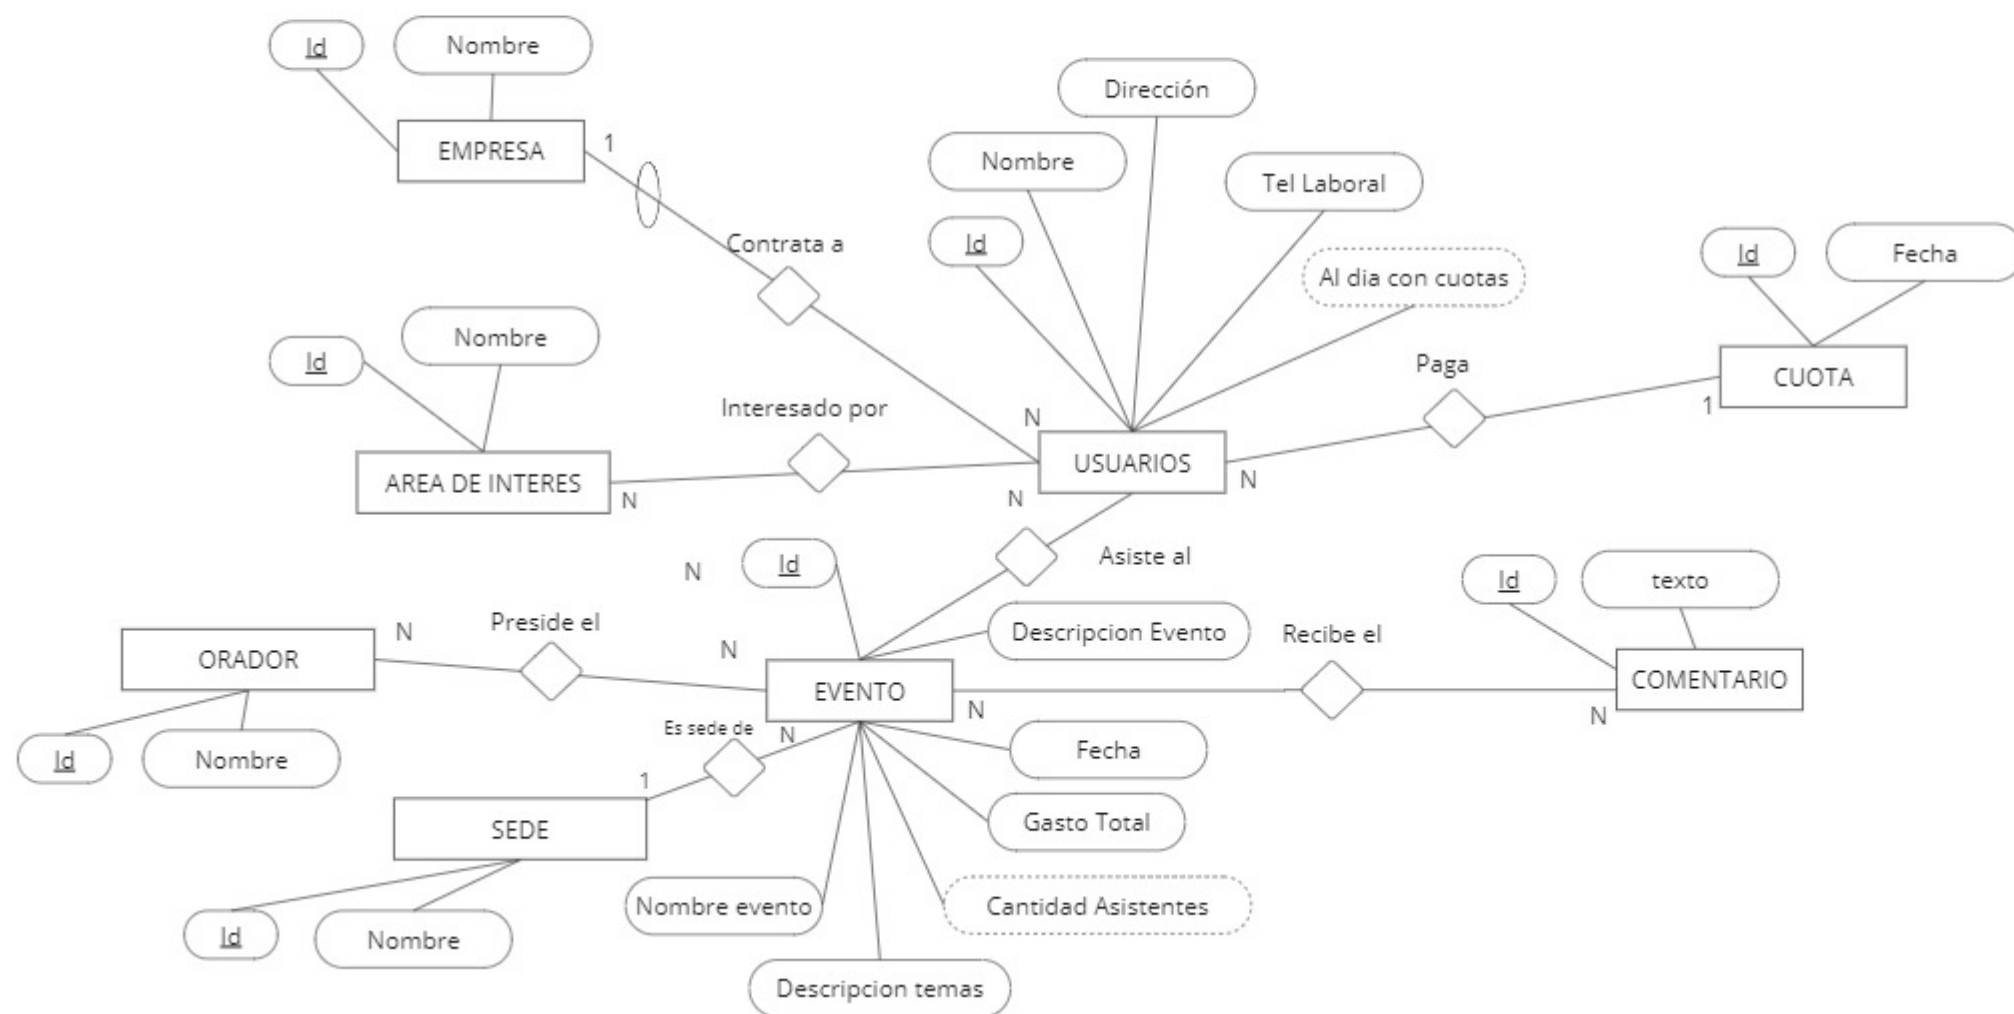 Id
Nombre
EMPRESA
1
Contrata a
Dirección
Nombre
Tel Laboral
Id
Al dia con cuotas
Id
Fecha
CUOTA
1
Paga
Id
Nombre
Interesado por
AREA DE INTERES
N
N
USUARIOS
N
N
Asiste al
N
Id
Descripcion Evento
Recibe el
Id
texto
COMENTARIO
N
ORADOR
N
Preside el
N
EVENTO
N
Id
Nombre
Es sede de
N
1
SEDE
Id
Nombre
Fecha
Gasto Total
Cantidad Asistentes
Nombre evento
Descripcion temas